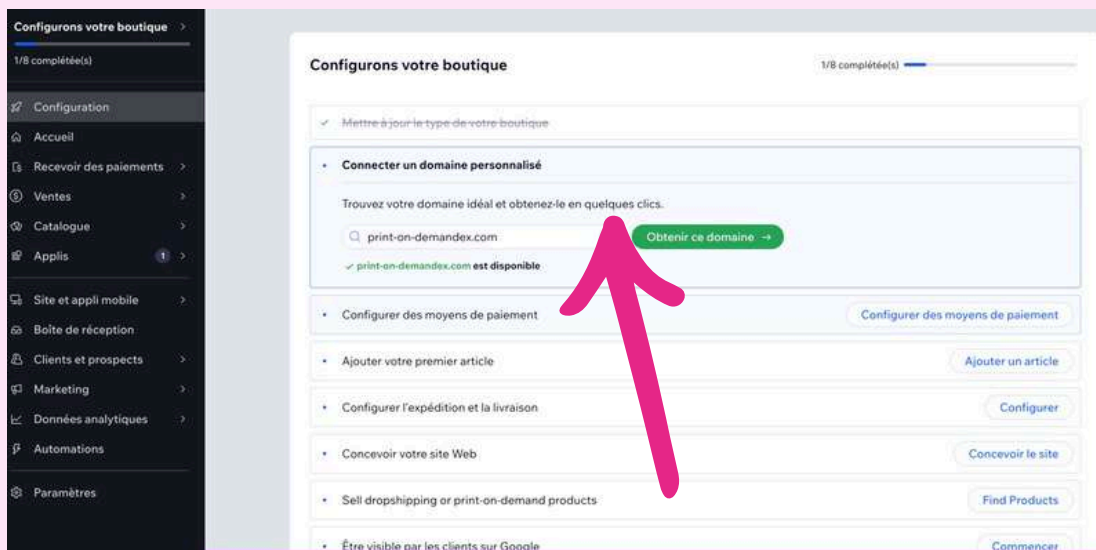 Configurons votre boutique
1/8 complétée(s)
Configuration
Accueil
Recevoir des paiements
Ventes
Catalogue
Applis 1
Site et appli mobile
Boîte de réception
Clients et prospects
Marketing
Données analytiques
Automations
Paramètres
Configurons votre boutique
1/8 complétée(s)
Mettre à jour le type de votre boutique
Connecter un domaine personnalisé
Trouvez votre domaine idéal et obtenez-le en quelques clics.
print-on-demandex.com
Obtenir ce domaine →
print-on-demandex.com est disponible
Configurer des moyens de paiement
Configurer des moyens de paiement
Ajouter votre premier article
Ajouter un article
Configurer l'expédition et la livraison
Configurer
Concevoir votre site Web
Concevoir le site
Sell dropshipping or print-on-demand products
Find Products
Être visible par les clients sur Google
Commencer